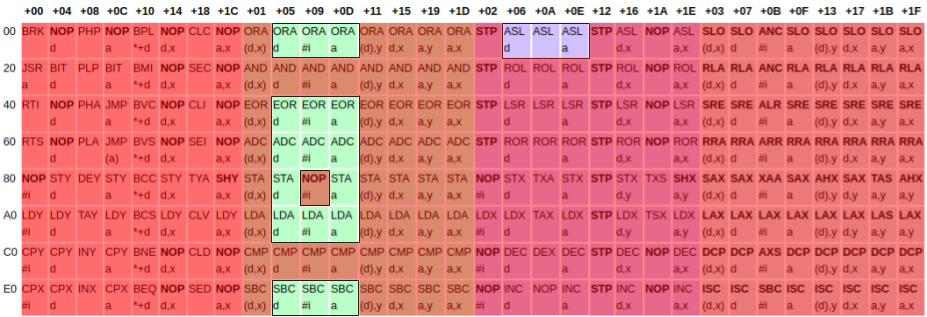 +00 +04 +08 +0C +10 +14 +18 +1C +01 +05 +09 +0D +11 +15 +19 +1D +02 +06 +0A +0E +12 +16 +1A +1E +03 +07 +0B +0F +13 +17 +1B +1F
00 BRK NOP PHP NOP BPL NOP CLC NOP ORA ORA ORA ORA ORA ORA ORA ORA STP ASL ASL ASL STP ASL NOP ASL SLO SLO ANC SLO SLO SLO SLO SLO
d a *+d d,x a,x (d,x) d #i a (d),y d,x a,y a,x d a d,x a,x (d,x) d #i a (d),y d,x a,y a,x
20 JSR BIT PLP BIT BMI NOP SEC NOP AND AND AND AND AND AND AND AND STP ROL ROL ROL STP ROL NOP ROL RLA RLA ANC RLA RLA RLA RLA RLA
a d a *+d d,x a,x (d,x) d #i a (d),y d,x a,y a,x d a d,x a,x (d,x) d #i a (d),y d,x a,y a,x
40 RTI NOP PHA JMP BVC NOP CLI NOP EOR EOR EOR EOR EOR EOR EOR EOR STP LSR LSR LSR STP LSR NOP LSR SRE SRE ALR SRE SRE SRE SRE SRE
d a *+d d,x a,x (d,x) d #i a (d),y d,x a,y a,x d a d,x a,x (d,x) d #i a (d),y d,x a,y a,x
60 RTS NOP PLA JMP BVS NOP SEI NOP ADC ADC ADC ADC ADC ADC ADC ADC STP ROR ROR ROR STP ROR NOP ROR RRA RRA ARR RRA RRA RRA RRA RRA
d (a) *+d d,x a,x (d,x) d #i a (d),y d,x a,y a,x d a d,x a,x (d,x) d #i a (d),y d,x a,y a,x
80 NOP STY DEY STY BCC STY TYA SHY STA STA NOP STA STA STA STA STA NOP STX TXA STX STP STX TXS SHX SAX SAX XAA SAX AHX SAX TAS AHX
#i d a *+d d,x a,x (d,x) d #i a (d),y d,x a,y a,x #i d a d,y a,y (d,x) d #i a (d),y d,y a,y a,y
A0 LDY LDY TAY LDY BCS LDY CLV LDY LDA LDA LDA LDA LDA LDA LDA LDA LDX LDX TAX LDX STP LDX TSX LDX LAX LAX LAX LAX LAX LAX LAS LAX
#i d a *+d d,x a,x (d,x) d #i a (d),y d,x a,y a,x #i d a d,y a,y (d,x) d #i a (d),y d,y a,y a,y
C0 CPY CPY INY CPY BNE NOP CLD NOP CMP CMP CMP CMP CMP CMP CMP CMP NOP DEC DEX DEC STP DEC NOP DEC DCP DCP AXS DCP DCP DCP DCP DCP
#i d a *+d d,x a,x (d,x) d #i a (d),y d,x a,y a,x #i d a d,x a,x (d,x) d #i a (d),y d,x a,y a,x
E0 CPX CPX INX CPX BEQ NOP SED NOP SBC SBC SBC SBC SBC SBC SBC SBC NOP INC NOP INC STP INC NOP INC ISC ISC SBC ISC ISC ISC ISC ISC
#i d a *+d d,x a,x (d,x) d #i a (d),y d,x a,y a,x #i d a d,x a,x (d,x) d #i a (d),y d,x a,y a,x